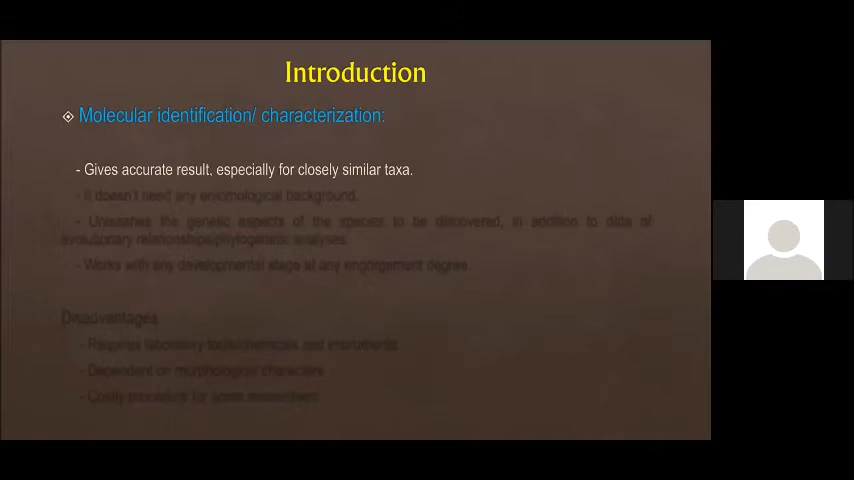 Introduction
Molecular identification/ characterization:
- Gives accurate result, especially for closely similar taxa.
- It doesn't need any entomological background.
- Unleashes the genetic aspects of the species to be discovered, in addition to data of
evolutionary relationships/phylogenetic analyses.
- Works with any developmental stage at any engorgement degree.
Disadvantages
- Requires laboratory tools/chemicals and instruments
- Dependent on morphological characters
- Costly procedure for some researchers